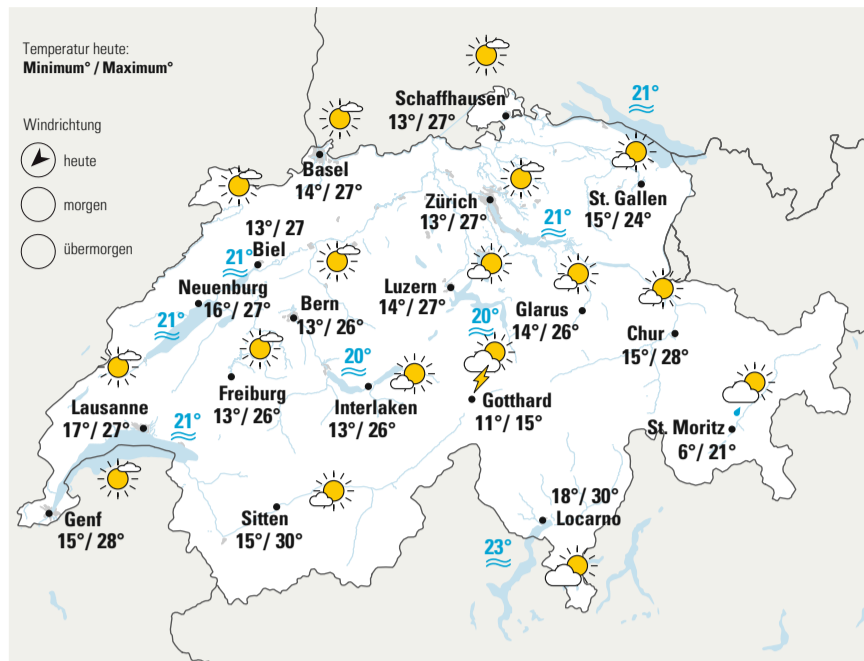 Temperatur heute:
Minimum° / Maximum°
Windrichtung
heute
morgen
übermorgen
Schaffhausen
13°/ 27°
21°
Basel
14°/ 27°
Zürich
13°/ 27°
St. Gallen
15°/ 24°
21°
13°/ 27
Biel
21°
Neuenburg
16°/ 27°
21°
Bern
13°/ 26°
Luzern
14°/ 27°
20°
Glarus
14°/ 26°
Chur
15°/ 28°
Freiburg
13°/ 26°
20°
Interlaken
13°/ 26°
Gotthard
11°/ 15°
St. Moritz
6°/ 21°
Lausanne
17°/ 27°
21°
Genf
15°/ 28°
Sitten
15°/ 30°
18°/ 30°
Locarno
23°